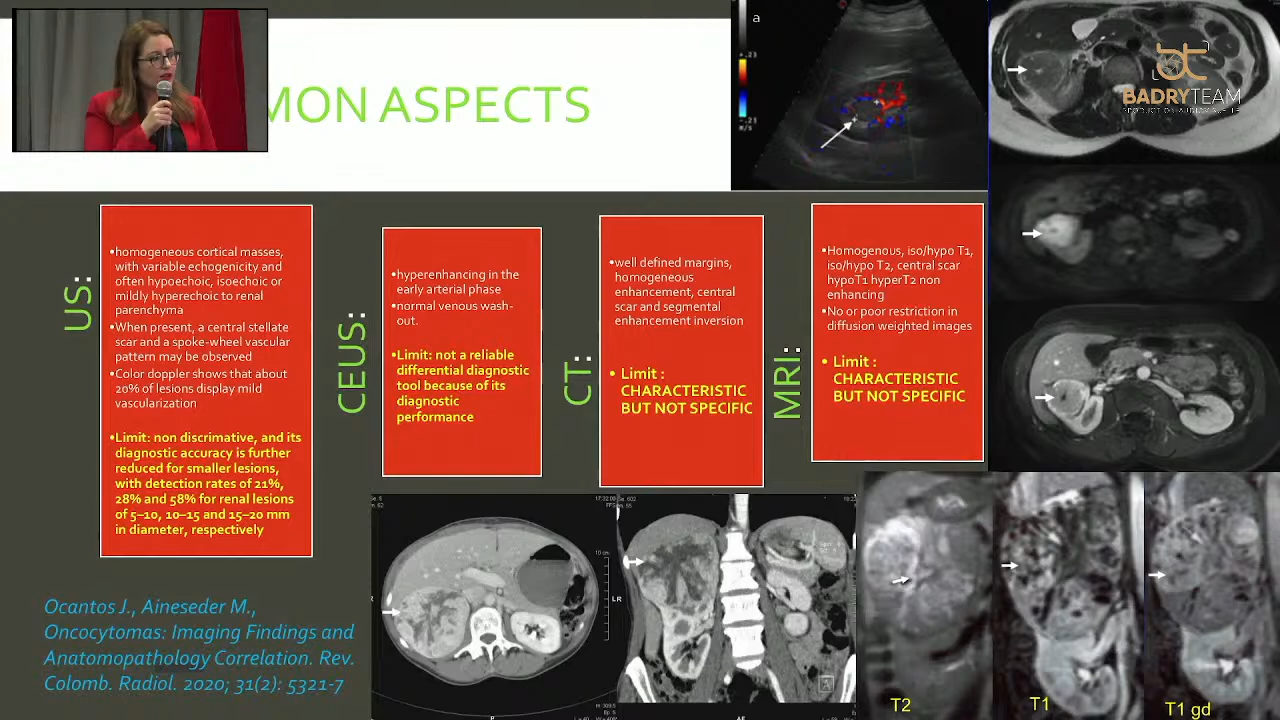 MON ASPECTS
a
BADRYTEAM
US:
•homogeneous cortical masses,
with variable echogenicity and
often hypoechoic, isoechoic or
mildly hyperechoic to renal
parenchyma
•When present, a central stellate
scar and a spoke-wheel vascular
pattern may be observed
•Color doppler shows that about
20% of lesions display mild
vascularization
•Limit: non discrimative, and its
diagnostic accuracy is further
reduced for smaller lesions,
with detection rates of 21%,
28% and 58% for renal lesions
of 5–10, 10–15 and 15–20 mm
in diameter, respectively
CEUS:
•hyperenhancing in the
early arterial phase
•normal venous wash-
out.
•Limit: not a reliable
differential diagnostic
tool because of its
diagnostic
performance
CT:
•well defined margins,
homogeneous
enhancement, central
scar and segmental
enhancement inversion
• Limit :
CHARACTERISTIC
BUT NOT SPECIFIC
MRI:
•Homogenous, iso/hypo T1,
iso/hypo T2, central scar
hypoT1 hyperT2 non
enhancing
•No or poor restriction in
diffusion weighted images
• Limit :
CHARACTERISTIC
BUT NOT SPECIFIC
Ocantos J., Aineseder M.,
Oncocytomas: Imaging Findings and
Anatomopathology Correlation. Rev.
Colomb. Radiol. 2020; 31(2): 5321-7
T2
T1
T1 gd